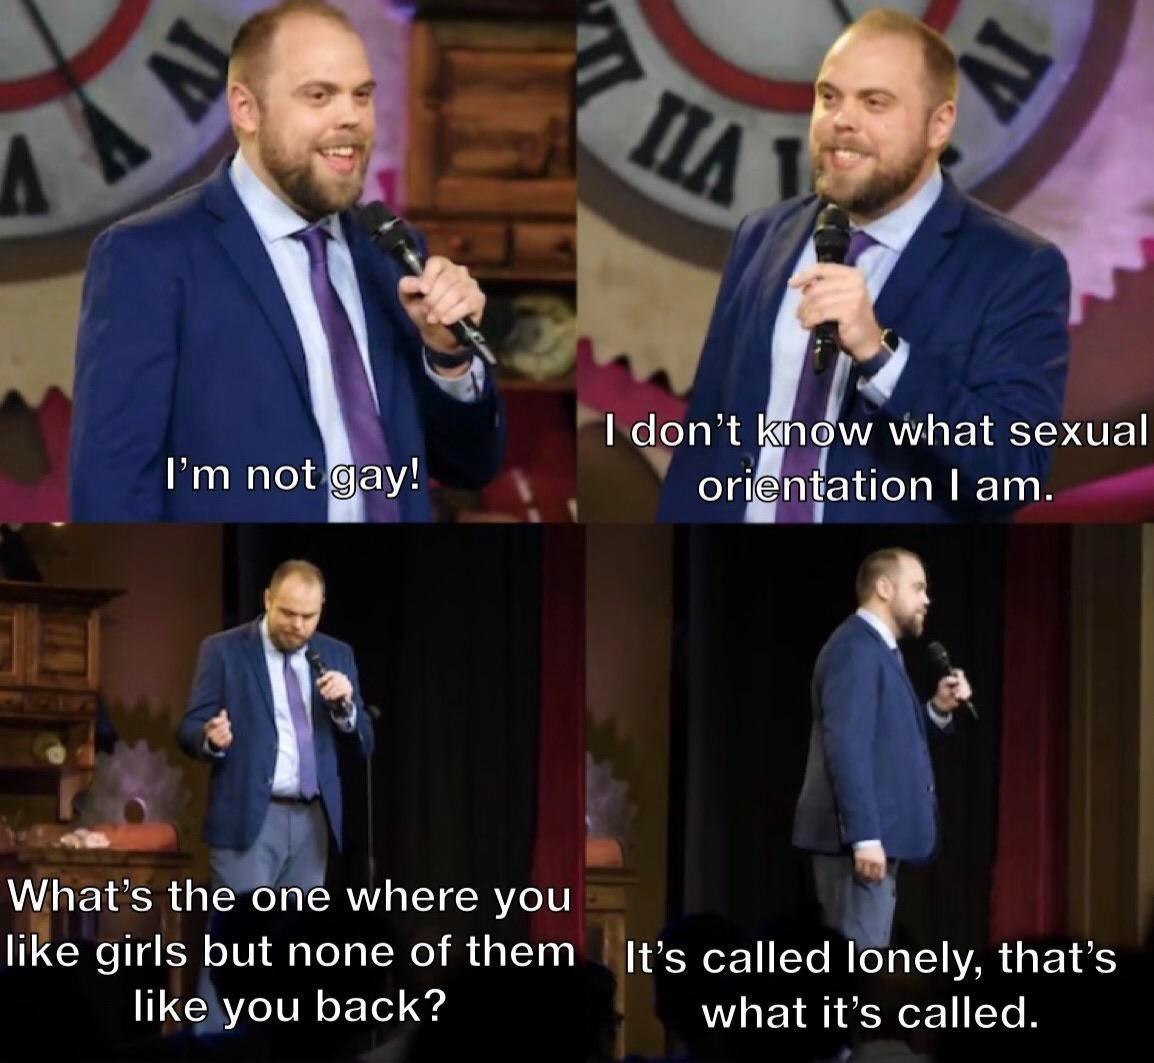 I'm not gay!
I don't know what sexual
orientation I am.
What's the one where you
like girls but none of them
like you back?
It's called lonely, that's
what it's called.